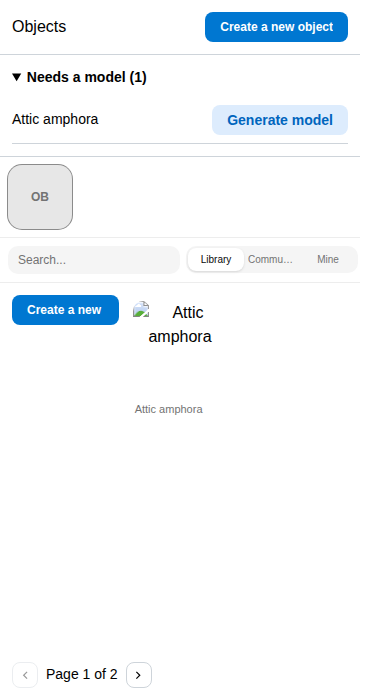 Objects
Create a new object
Needs a model (1)
Attic amphora
Generate model
OB
Search...
Library
Commu…
Mine
Create a new
Attic
amphora
Attic amphora
Page 1 of 2